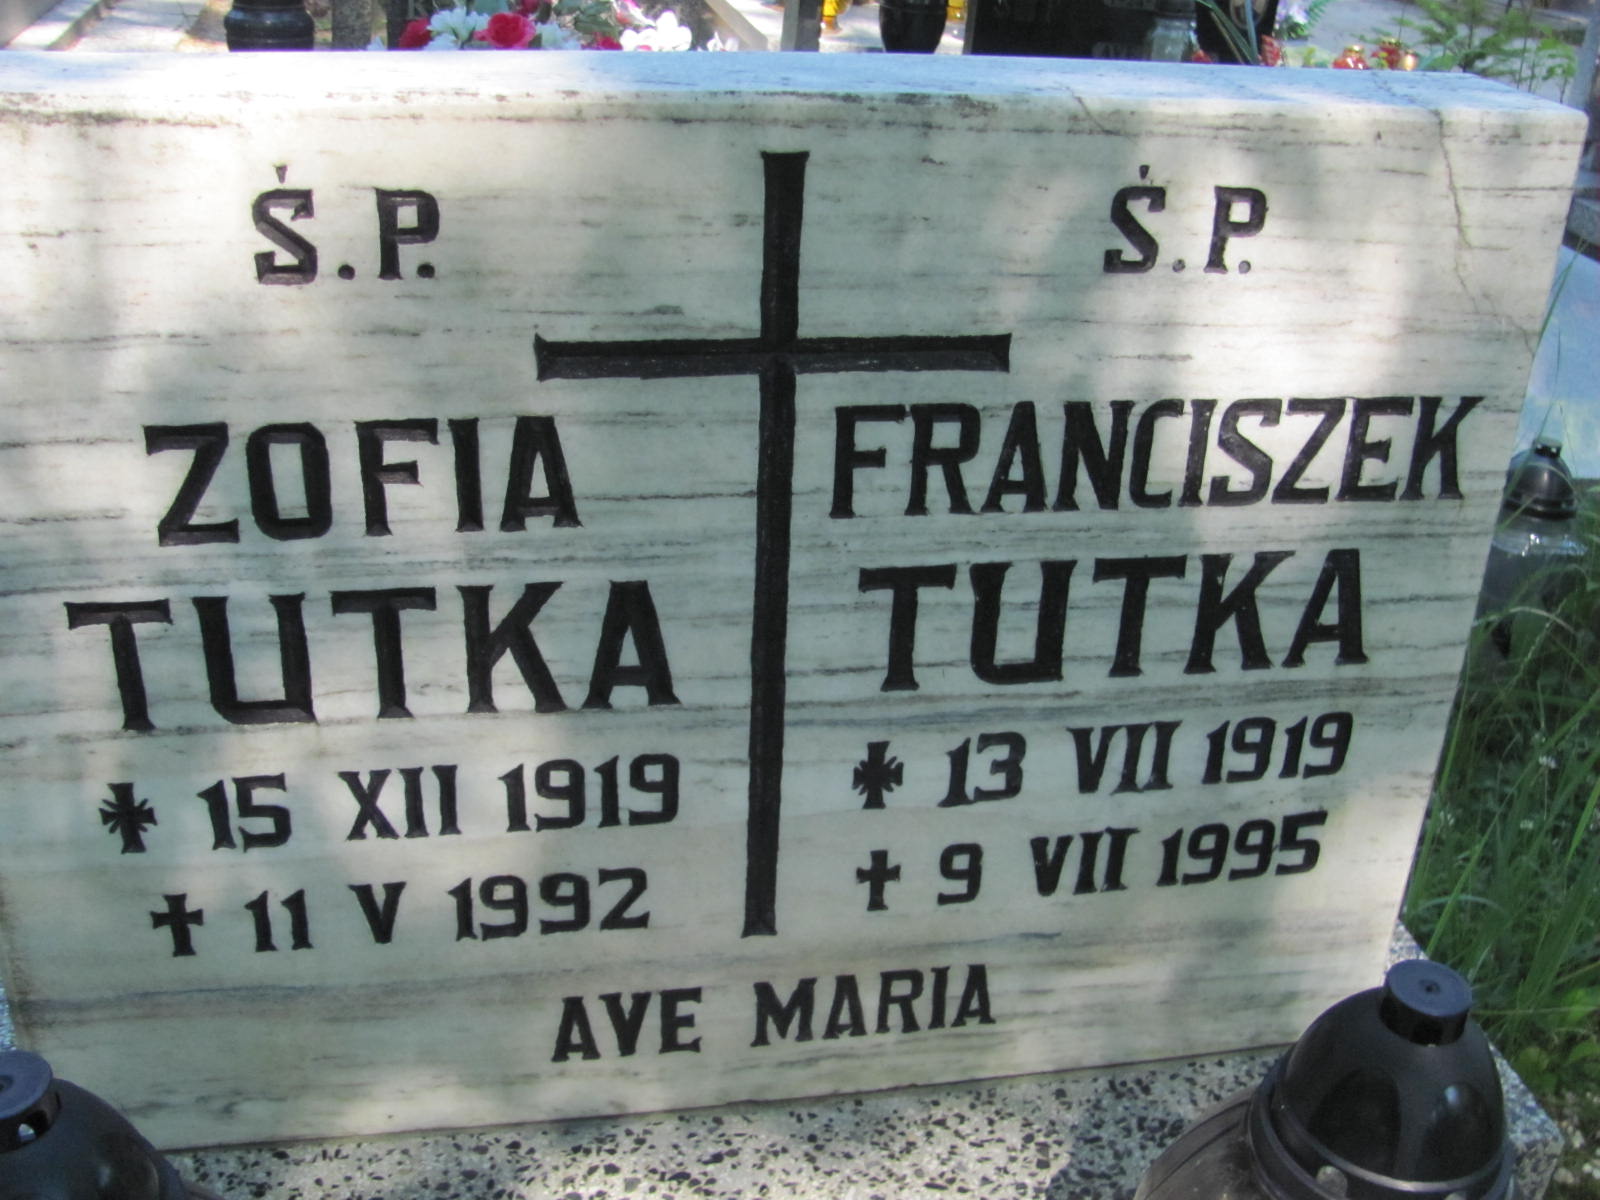 Ś.P.
ZOFIA
TUTKA
* 15 XII 1919
† 11 V 1992
Ś.P.
FRANCISZEK
TUTKA
* 13 VII 1919
† 9 VII 1995
AVE MARIA